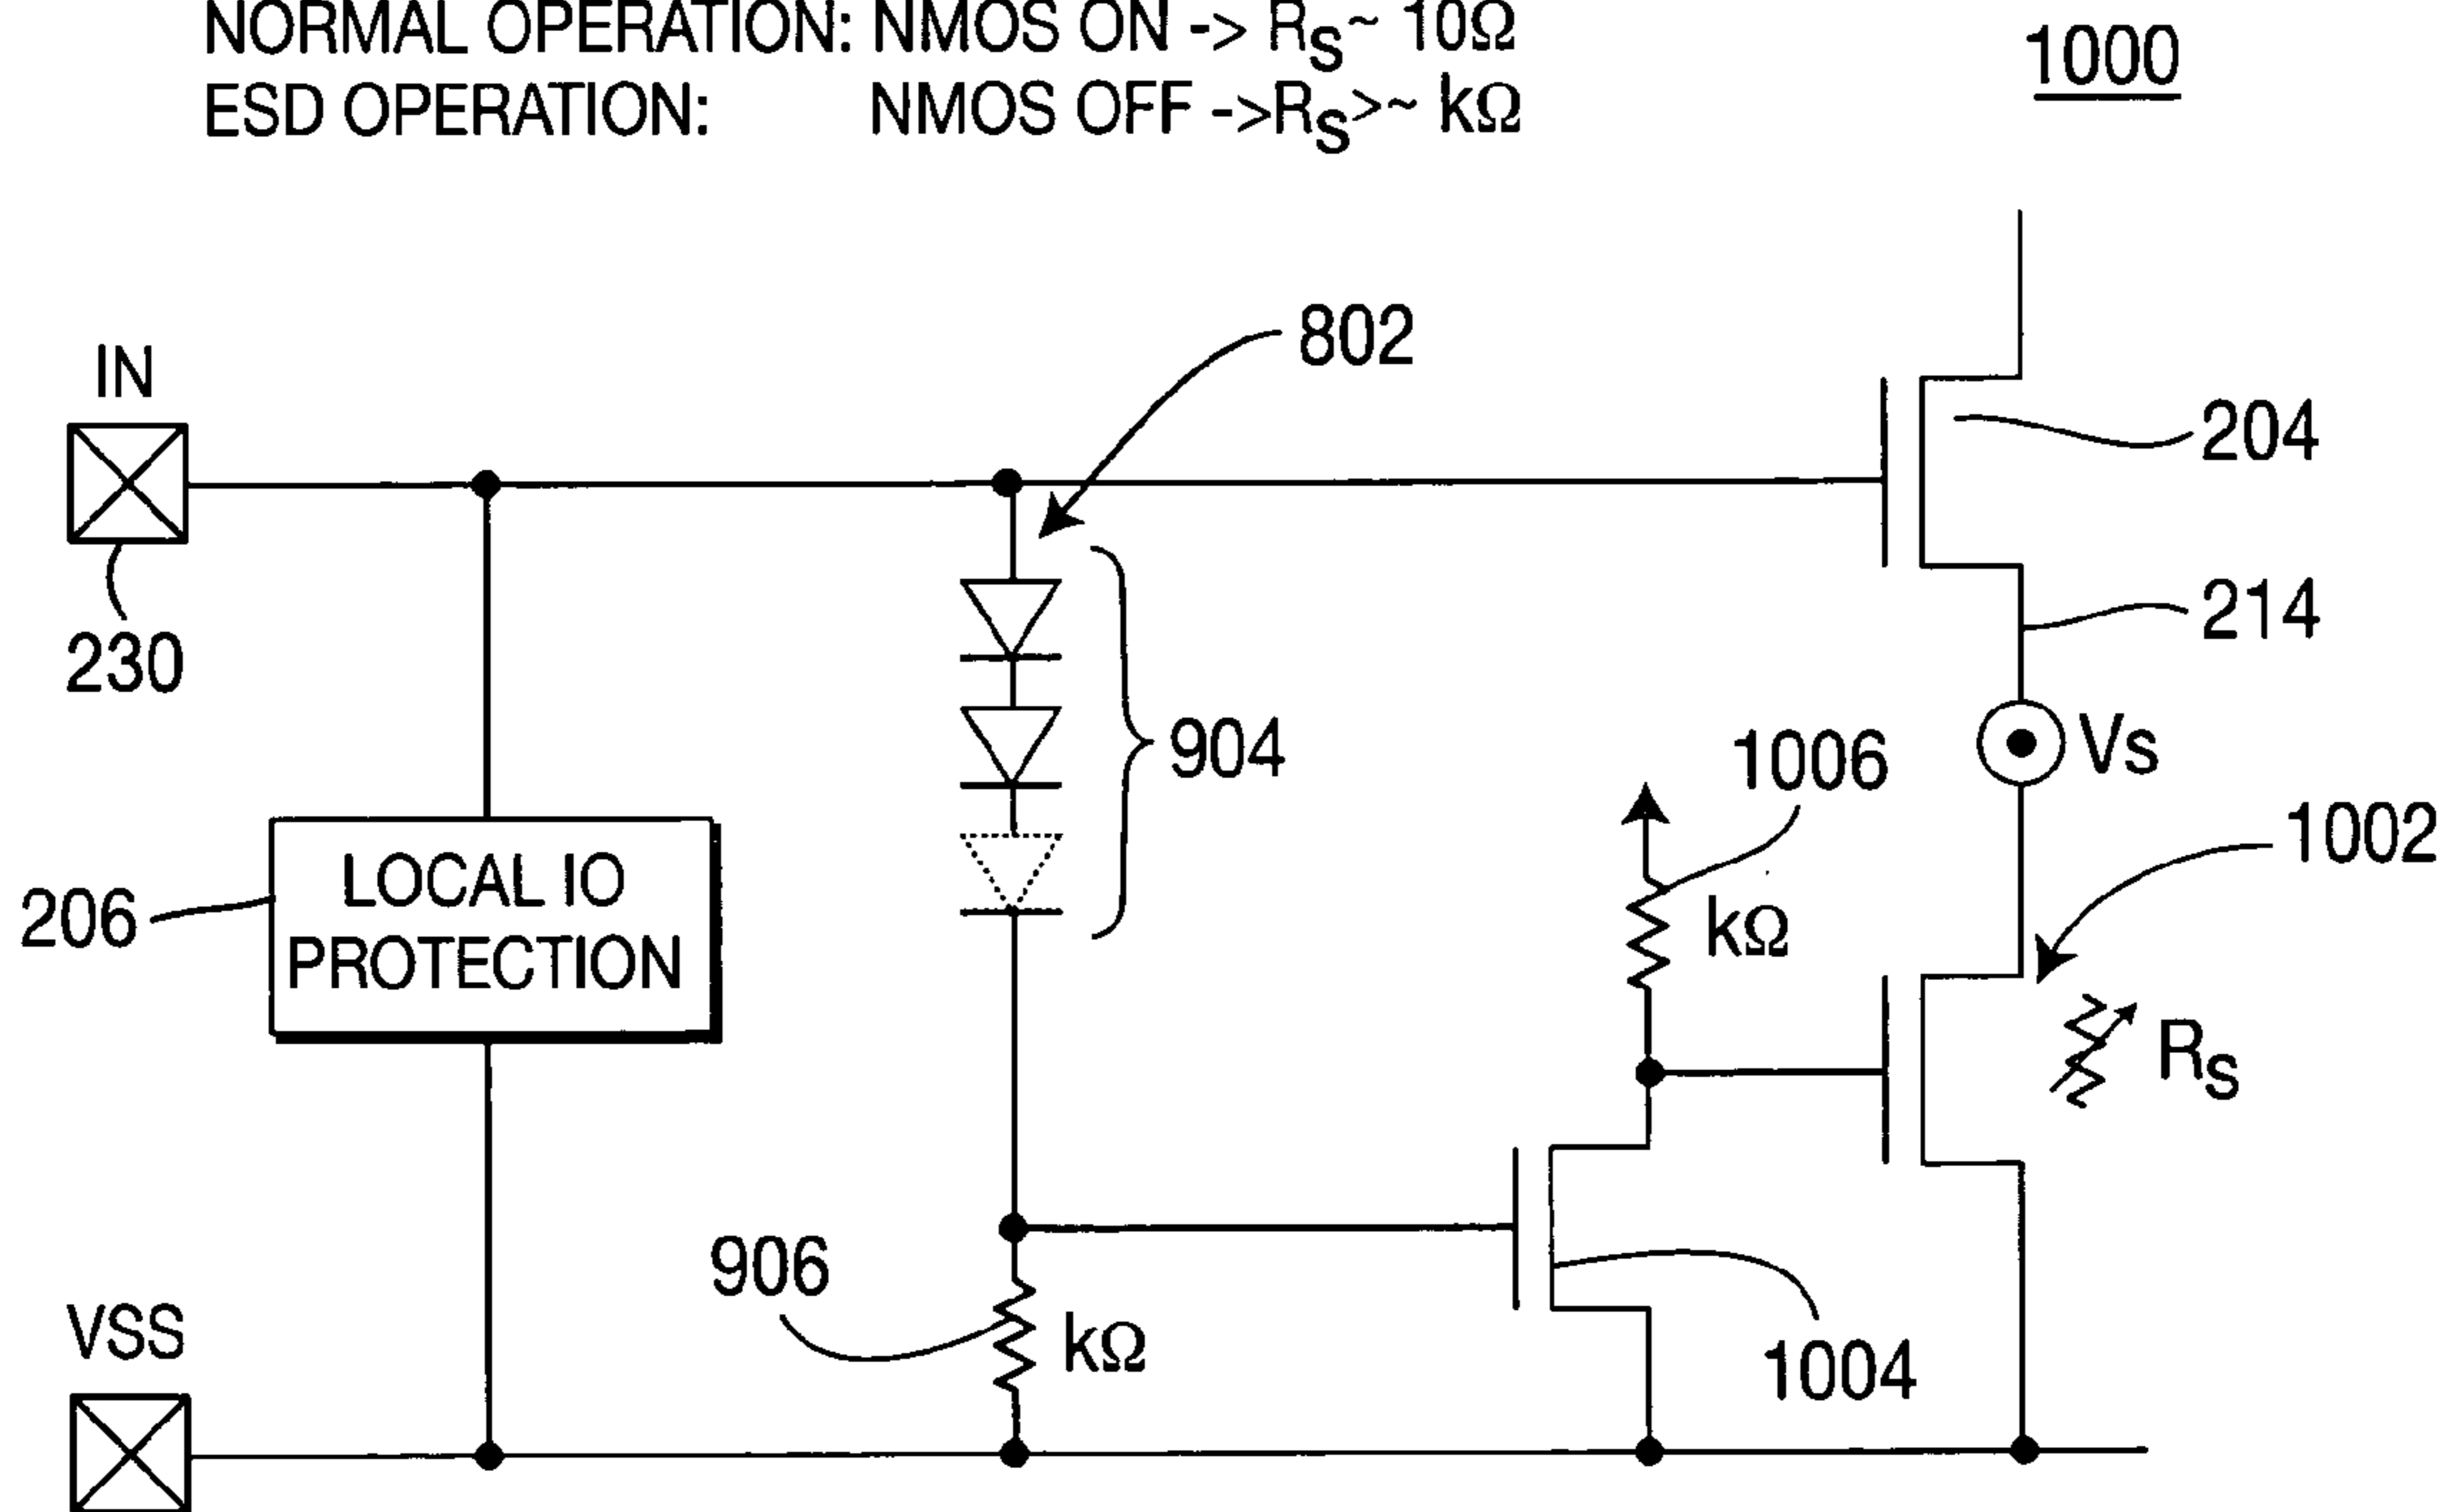 NORMAL OPERATION: NMOS ON -> RS~ 10Ω
1000
ESD OPERATION: NMOS OFF ->RS>~ kΩ
802
IN
204
230
214
904
1006
Vs
1002
LOCAL IO
PROTECTION
206
kΩ
RS
906
kΩ
VSS
1004